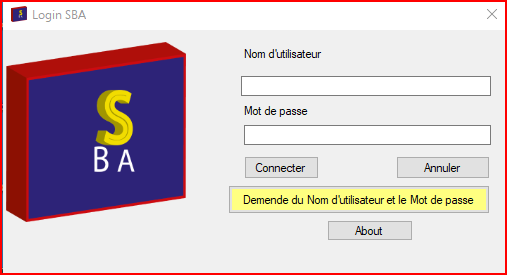 Login SBA
Nom d'utilisateur
Mot de passe
S
BA
Connecter
Annuler
Demende du Nom d'utilisateur et le Mot de passe
About